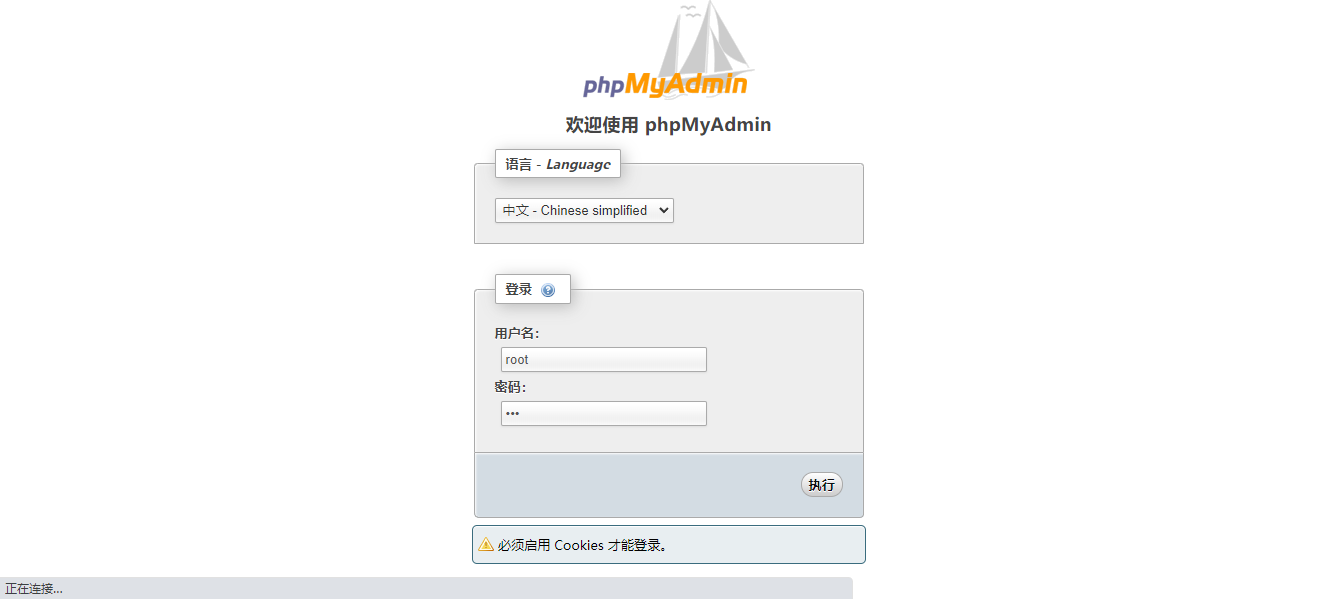 phpMyAdmin
欢迎使用 phpMyAdmin
语言 - Language
中文 - Chinese simplified
登录
用户名：
root
密码：
•••
执行
必须启用 Cookies 才能登录。
正在连接...